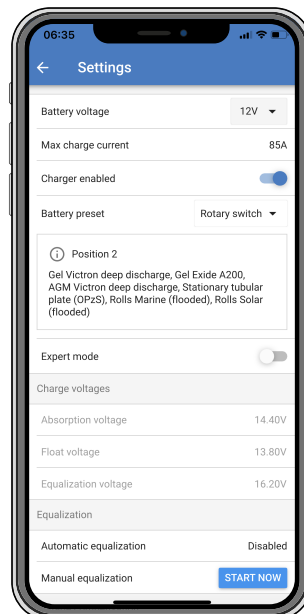 06:35
Settings
Battery voltage 12V
Max charge current 85A
Charger enabled
Battery preset Rotary switch
Position 2
Gel Victron deep discharge, Gel Exide A200,
AGM Victron deep discharge, Stationary tubular
plate (OPzS), Rolls Marine (flooded), Rolls Solar
(flooded)
Expert mode
Charge voltages
Absorption voltage 14.40V
Float voltage 13.80V
Equalization voltage 16.20V
Equalization
Automatic equalization Disabled
Manual equalization START NOW